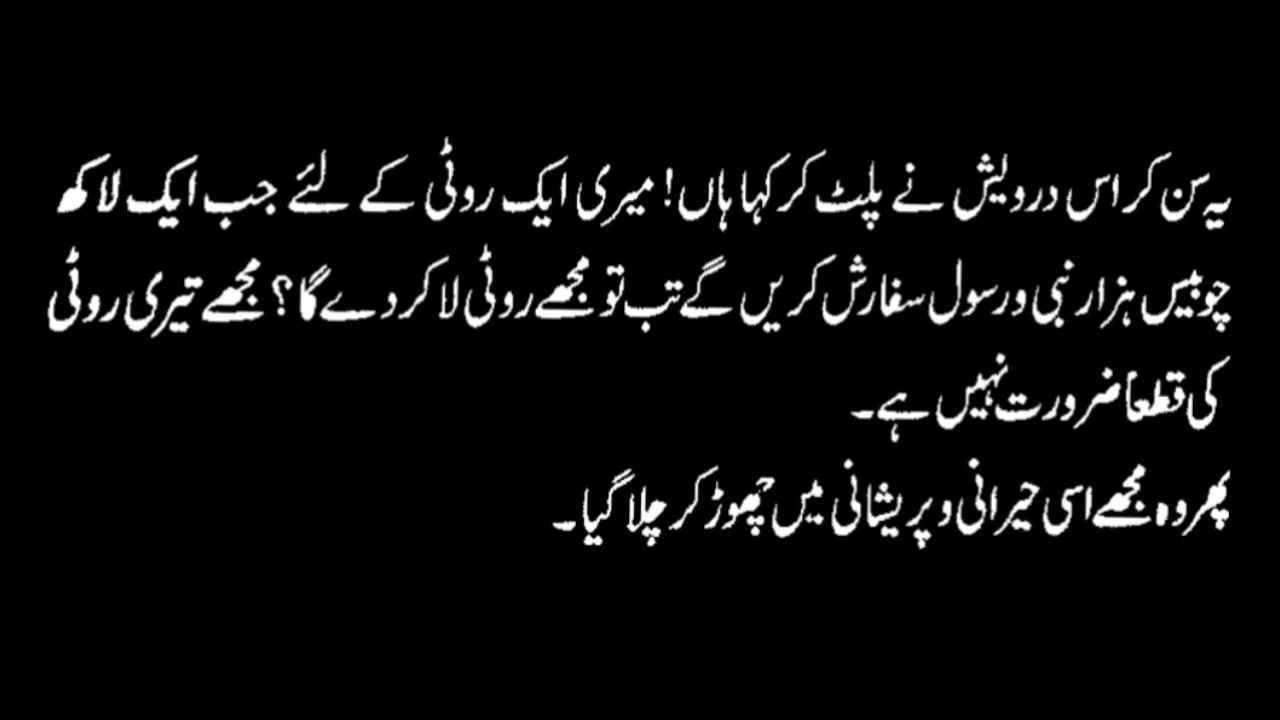 یہ سن کر اس درویش نے پلٹ کر کہا ہاں! میری ایک روٹی کے لئے جب ایک لاکھ
چوبیس ہزار نبی و رسول سفارش کریں گے تب تو مجھے روٹی لا کر دے گا؟ مجھے تیری روٹی
کی قطعاً ضرورت نہیں ہے۔
پھر وہ مجھے اسی حیرانی و پریشانی میں چھوڑ کر چلا گیا۔